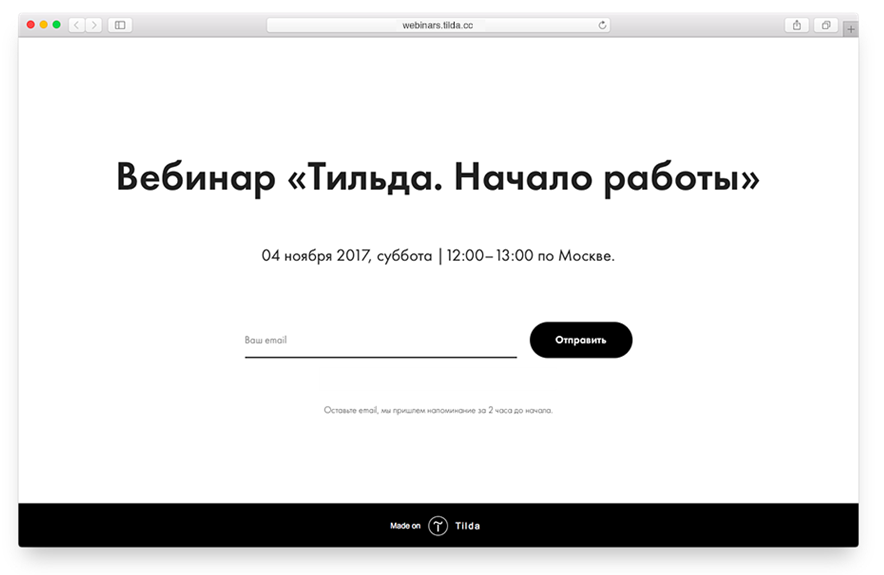 webinars.tilda.cc
Вебинар «Тильда. Начало работы»
04 ноября 2017, суббота | 12:00–13:00 по Москве.
Ваш email
Отправить
Оставьте email, мы пришлем напоминание за 2 часа до начала.
Made on Tilda